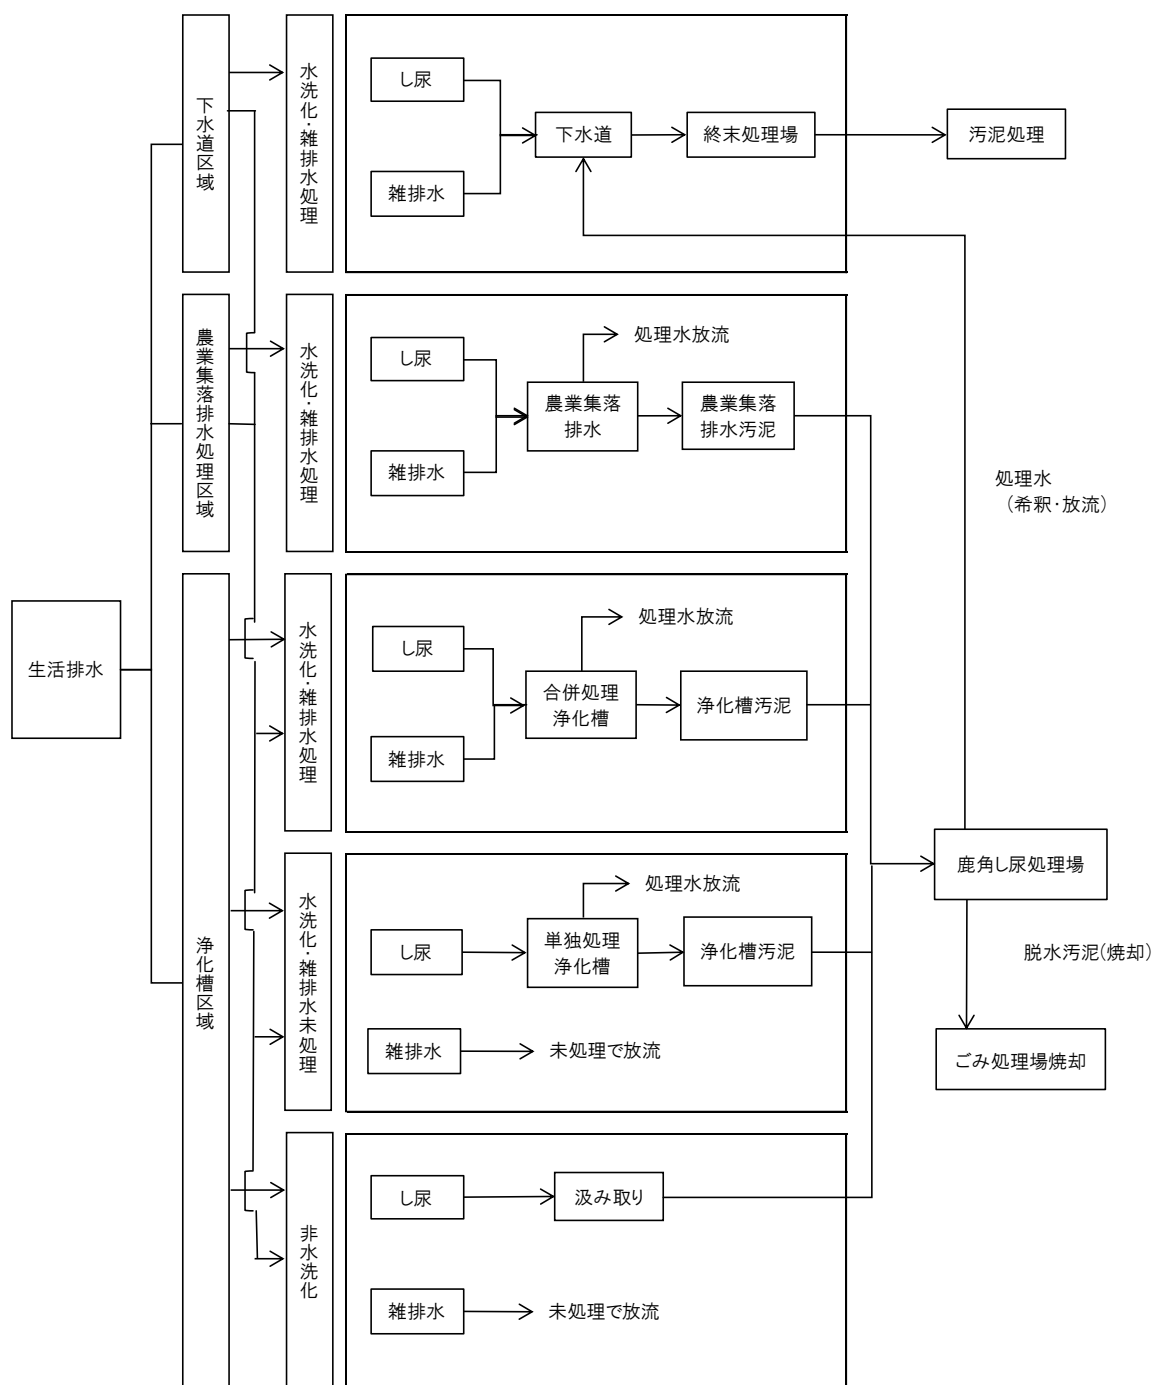 生活排水
下水道区域
水洗化・雑排水処理
し尿
雑排水
下水道
終末処理場
汚泥処理
農業集落排水処理区域
水洗化・雑排水処理
し尿
雑排水
処理水放流
農業集落
排水
農業集落
排水汚泥
処理水
（希釈・放流）
浄化槽区域
水洗化・雑排水処理
し尿
雑排水
処理水放流
合併処理
浄化槽
浄化槽汚泥
水洗化・雑排水未処理
し尿
処理水放流
単独処理
浄化槽
浄化槽汚泥
雑排水
未処理で放流
鹿角し尿処理場
脱水汚泥(焼却)
ごみ処理場焼却
非水洗化
し尿
汲み取り
雑排水
未処理で放流